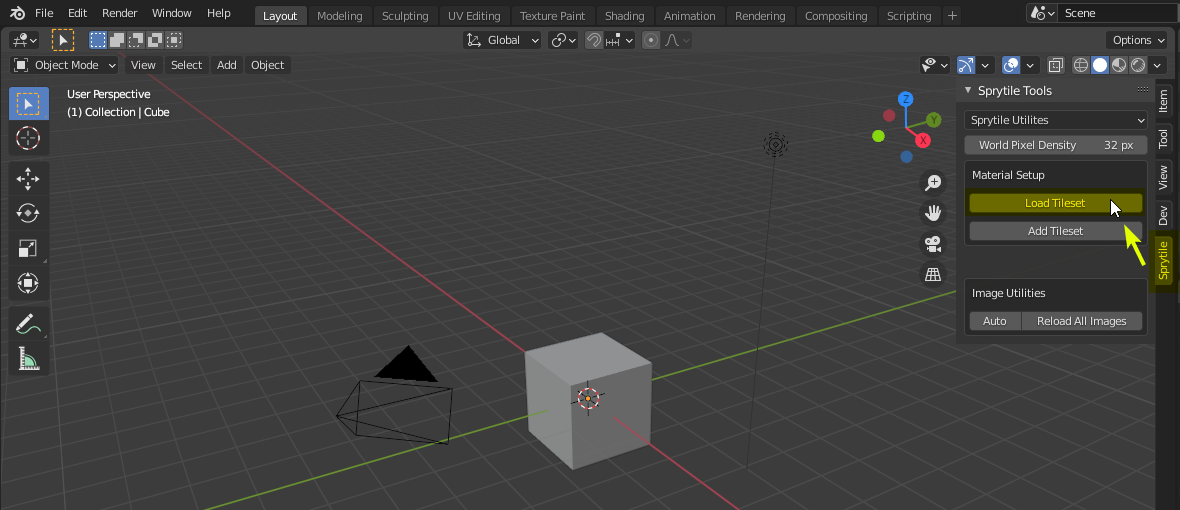 File Edit Render Window Help Layout Modeling Sculpting UV Editing Texture Paint Shading Animation Rendering Compositing Scripting + Scene
Global Options
Object Mode View Select Add Object
User Perspective
(1) Collection | Cube
Z
Y
X
Sprytile Tools
Sprytile Utilites
World Pixel Density 32 px
Material Setup
Load Tileset
Add Tileset
Image Utilities
Auto Reload All Images
Item
Tool
View
Dev
Sprytile